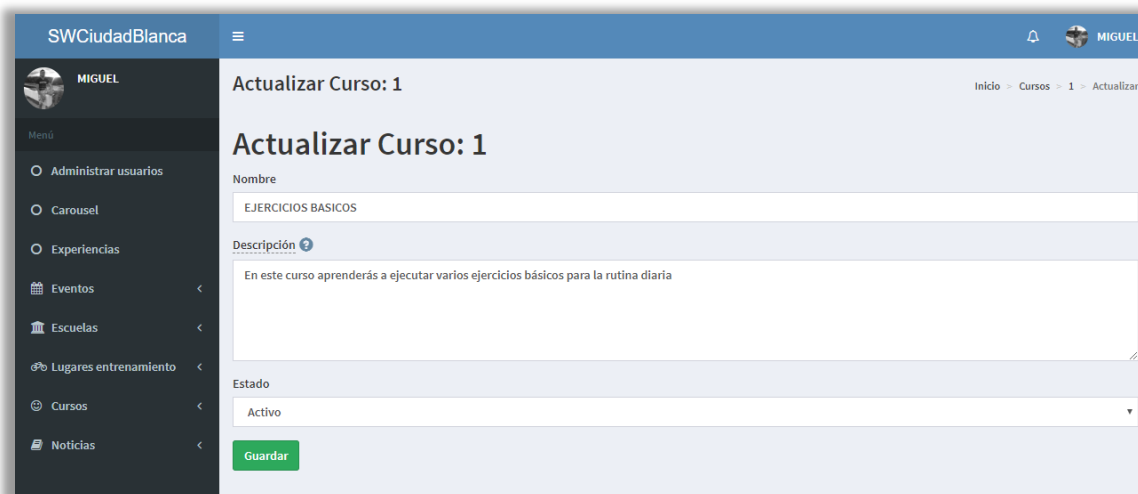 SWCiudadBlanca
MIGUEL
MIGUEL
Actualizar Curso: 1
Inicio > Cursos > 1 > Actualizar
Menú
Actualizar Curso: 1
Administrar usuarios
Nombre
EJERCICIOS BASICOS
Carousel
Experiencias
Descripción
En este curso aprenderás a ejecutar varios ejercicios básicos para la rutina diaria
Eventos
Escuelas
Lugares entrenamiento
Estado
Cursos
Activo
Noticias
Guardar